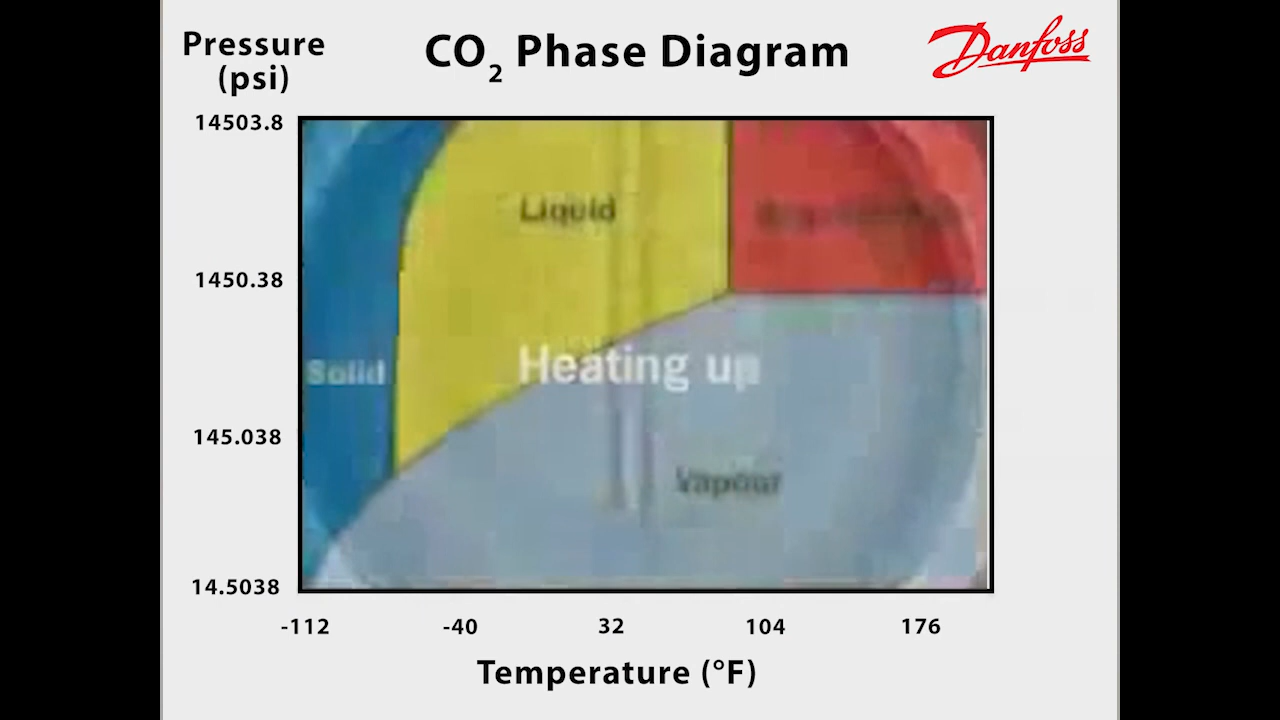 Pressure
(psi)
CO₂ Phase Diagram
Danfoss
14503.8
1450.38
145.038
14.5038
Liquid
Solid
Heating up
Vapour
-112
-40
32
104
176
Temperature (°F)